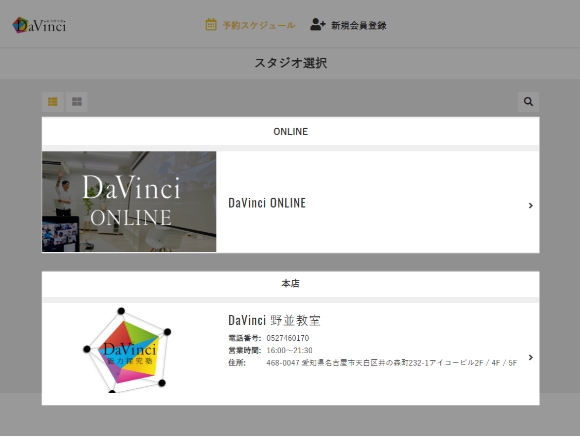 DaVinci
予約スケジュール
新規会員登録
スタジオ選択
ONLINE
DaVinci
ONLINE
DaVinci ONLINE
本店
DaVinci
能力探究塾
DaVinci 野並教室
電話番号: 0527460170
営業時間: 16:00～21:30
住所: 468-0047 愛知県名古屋市天白区井の森町232-1アイコービル2F / 4F / 5F